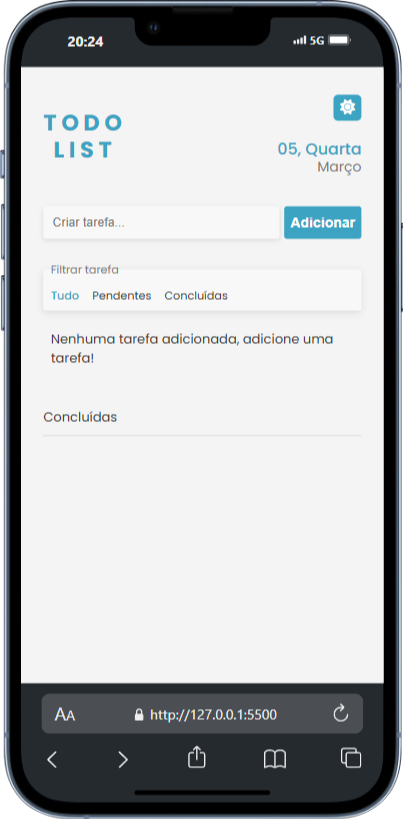 20:24
5G
TODO
LIST
05, Quarta
Março
Criar tarefa...
Adicionar
Filtrar tarefa
Tudo Pendentes Concluídas
Nenhuma tarefa adicionada, adicione uma
tarefa!
Concluídas
AA
http://127.0.0.1:5500